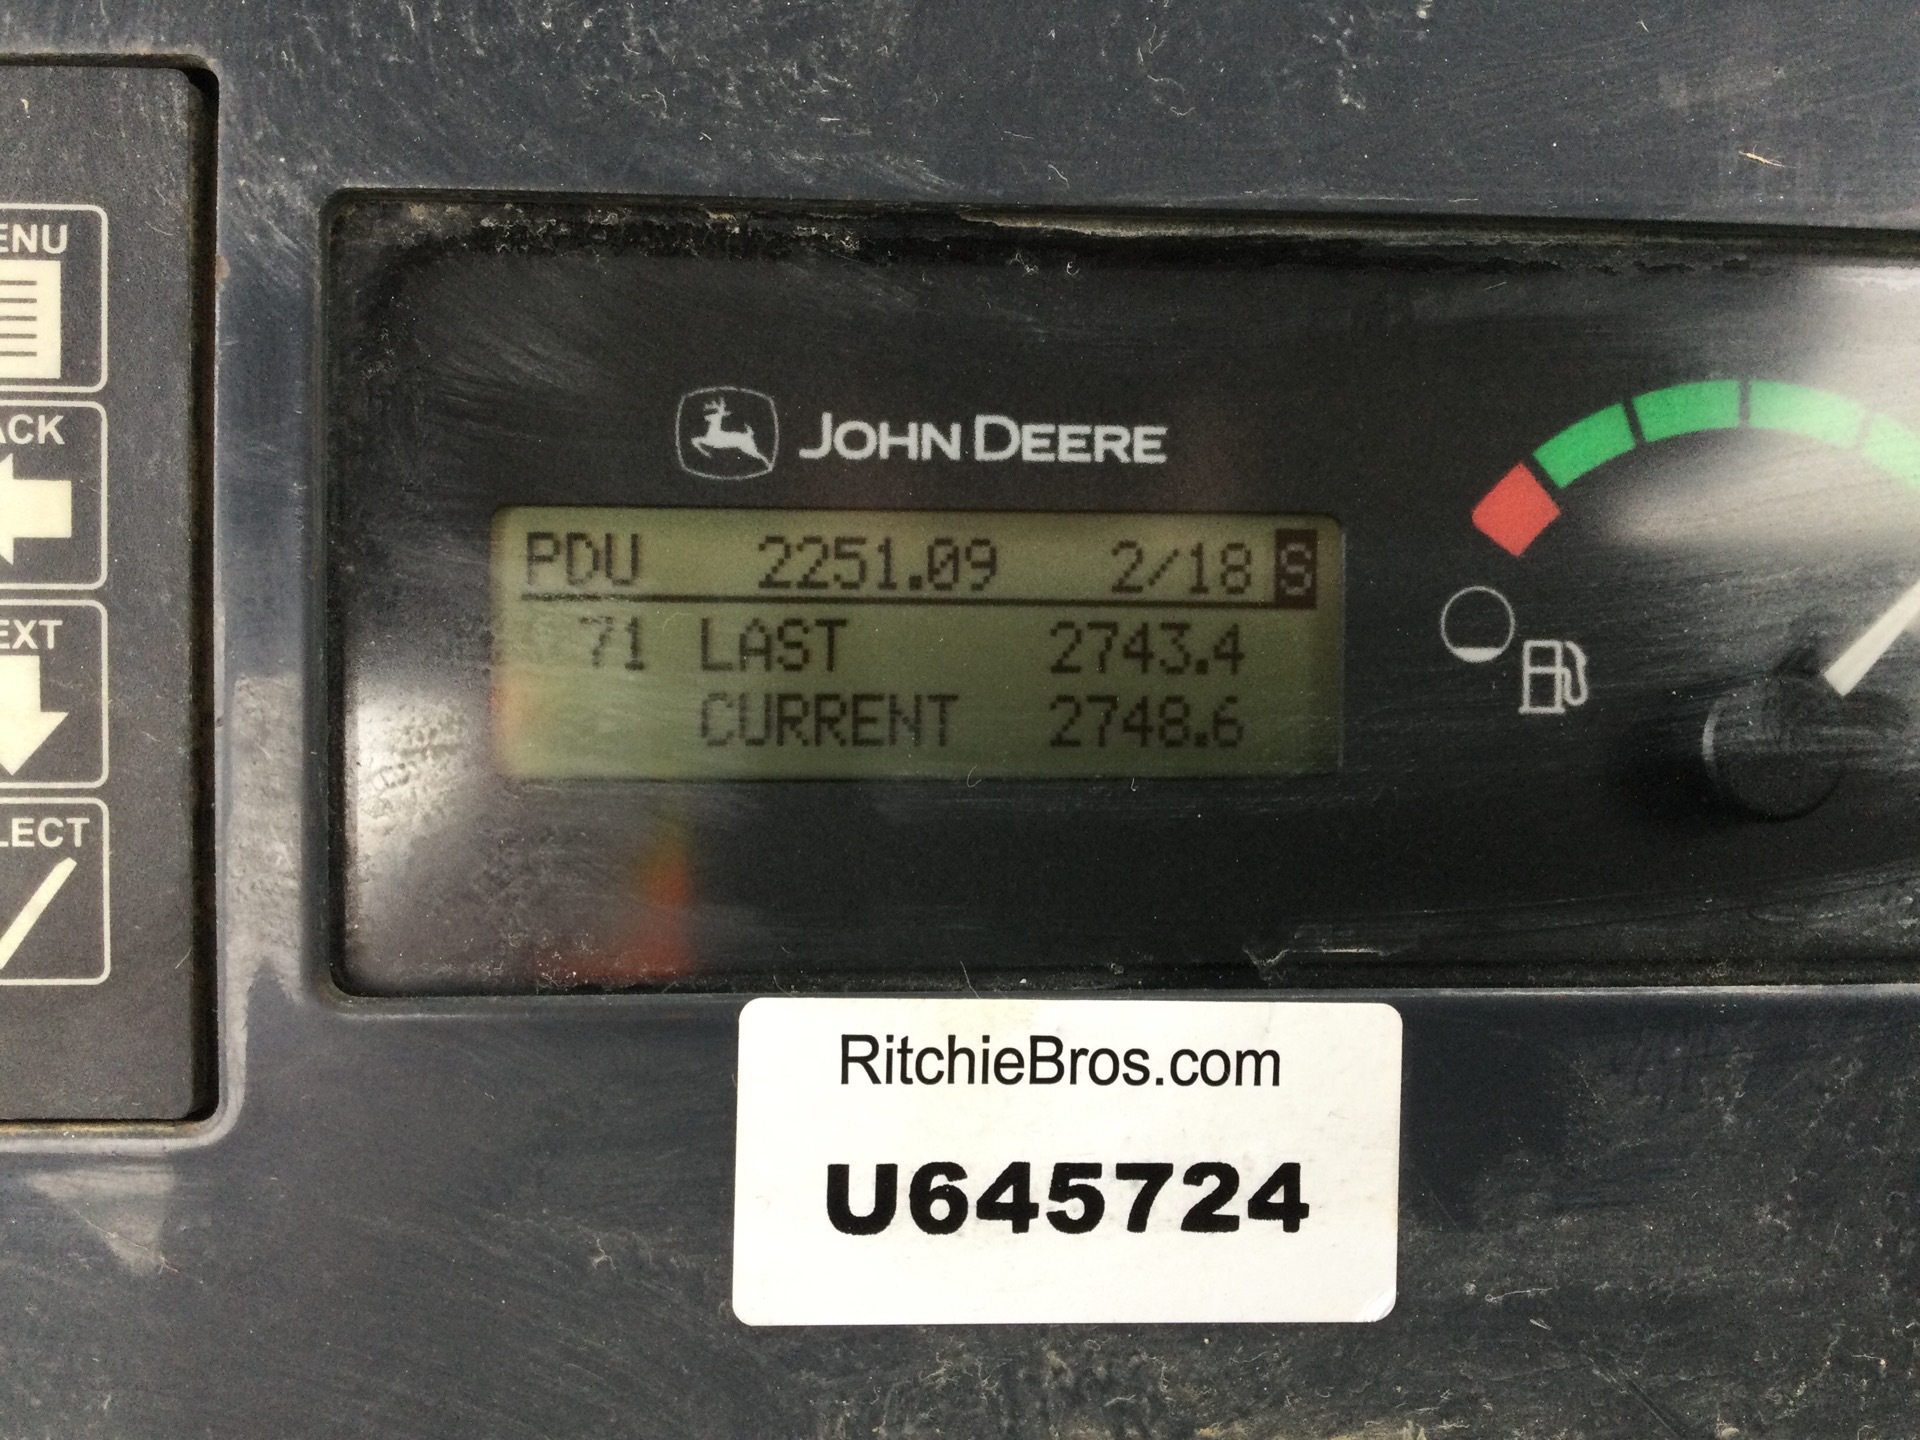 ENU
ACK
EXT
LECT
JOHN DEERE
PDU 2251.09 2/18 S
71 LAST 2743.4
CURRENT 2748.6
RitchieBros.com
U645724